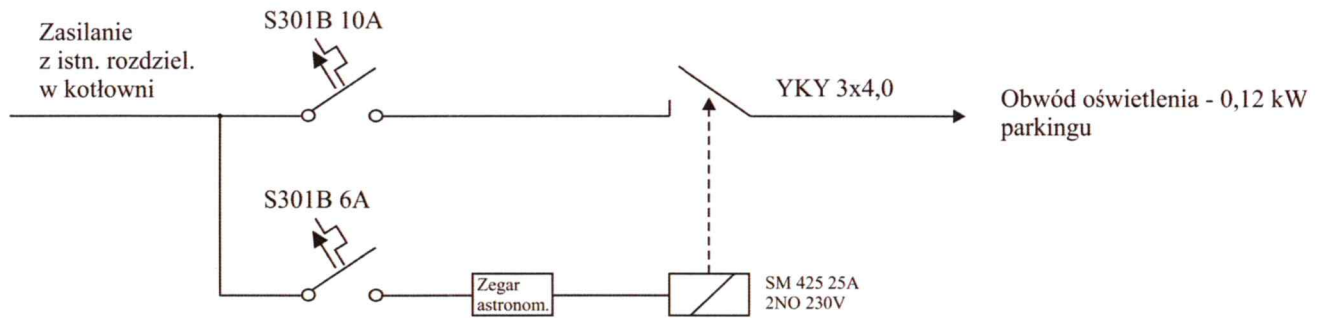 Zasilanie
z istn. rozdziel.
w kotłowni
S301B 10A
YKY 3x4,0
Obwód oświetlenia - 0,12 kW
parkingu
S301B 6A
Zegar
astronom.
SM 425 25A
2NO 230V